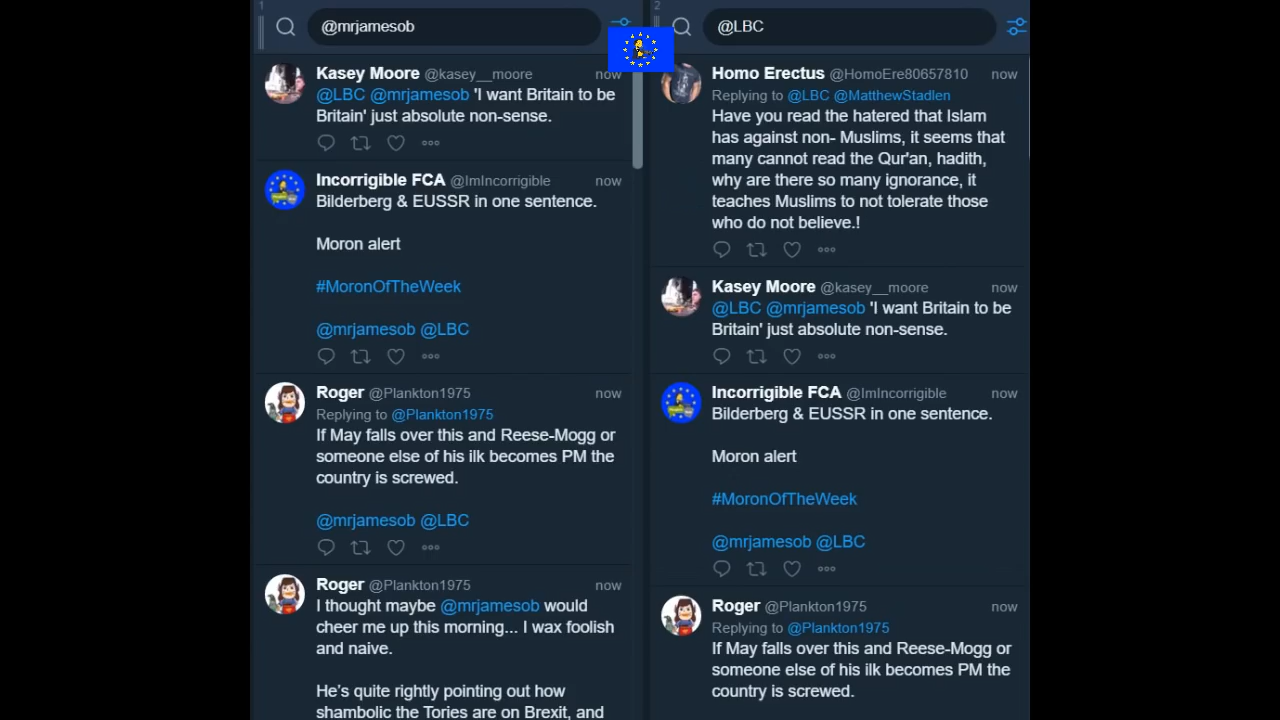 1
@mrjamesob
Kasey Moore @kasey__moore now
@LBC @mrjamesob 'I want Britain to be
Britain' just absolute non-sense.
Incorrigible FCA @ImIncorrigible now
Bilderberg & EUSSR in one sentence.
Moron alert
#MoronOfTheWeek
@mrjamesob @LBC
Roger @Plankton1975 now
Replying to @Plankton1975
If May falls over this and Reese-Mogg or
someone else of his ilk becomes PM the
country is screwed.
@mrjamesob @LBC
Roger @Plankton1975 now
I thought maybe @mrjamesob would
cheer me up this morning... I wax foolish
and naive.
He's quite rightly pointing out how
shambolic the Tories are on Brexit, and
2
@LBC
Homo Erectus @HomoEre80657810 now
Replying to @LBC @MatthewStadlen
Have you read the hatered that Islam
has against non- Muslims, it seems that
many cannot read the Qur'an, hadith,
why are there so many ignorance, it
teaches Muslims to not tolerate those
who do not believe.!
Kasey Moore @kasey__moore now
@LBC @mrjamesob 'I want Britain to be
Britain' just absolute non-sense.
Incorrigible FCA @ImIncorrigible now
Bilderberg & EUSSR in one sentence.
Moron alert
#MoronOfTheWeek
@mrjamesob @LBC
Roger @Plankton1975 now
Replying to @Plankton1975
If May falls over this and Reese-Mogg or
someone else of his ilk becomes PM the
country is screwed.